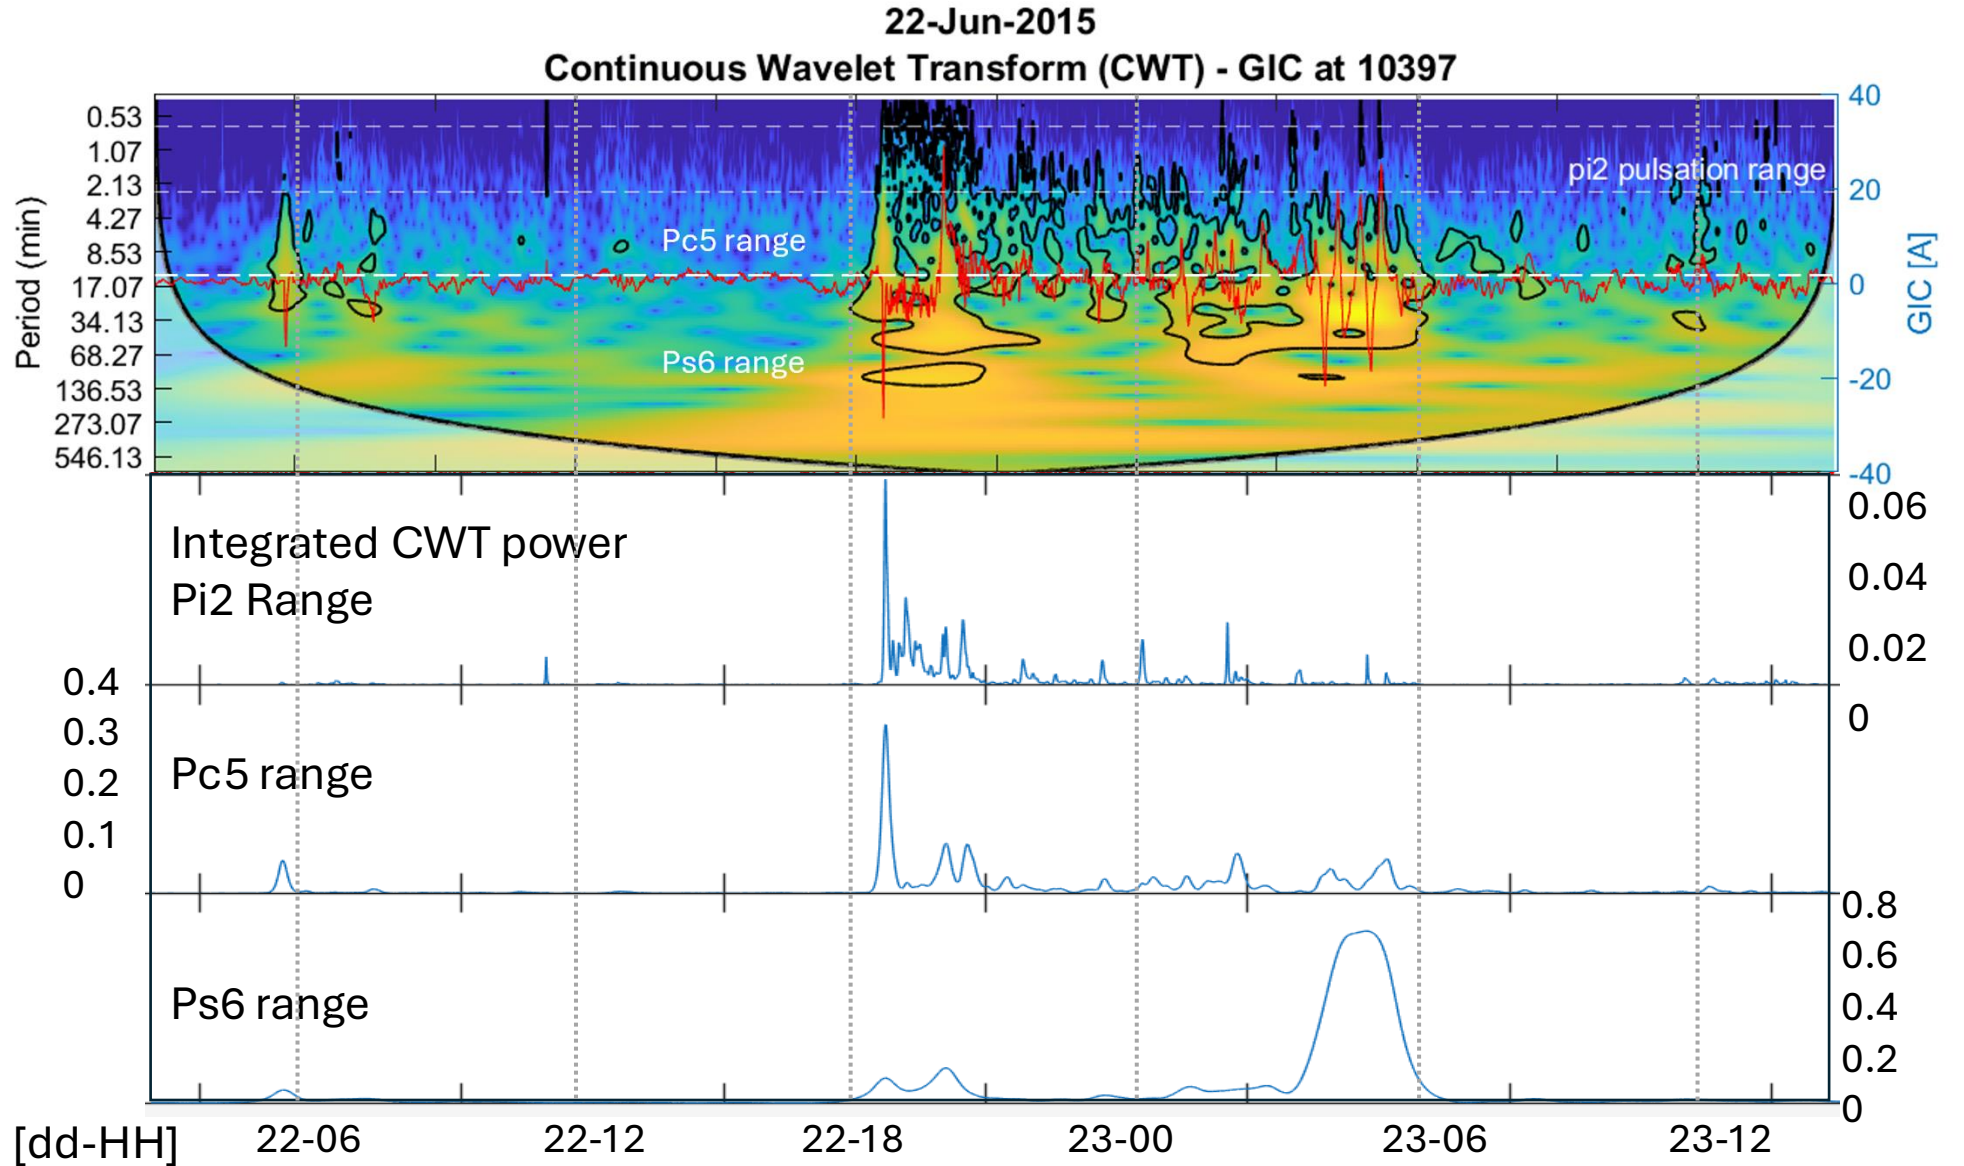 22-Jun-2015
Continuous Wavelet Transform (CWT) - GIC at 10397
Period (min)
0.53
1.07
2.13
4.27
8.53
17.07
34.13
68.27
136.53
273.07
546.13
pi2 pulsation range
Pc5 range
Ps6 range
40
20
0
-20
-40
GIC [A]
Integrated CWT power
Pi2 Range
0.06
0.04
0.02
0
0.4
0.3
0.2
0.1
0
Pc5 range
Ps6 range
0.8
0.6
0.4
0.2
0
[dd-HH] 22-06 22-12 22-18 23-00 23-06 23-12